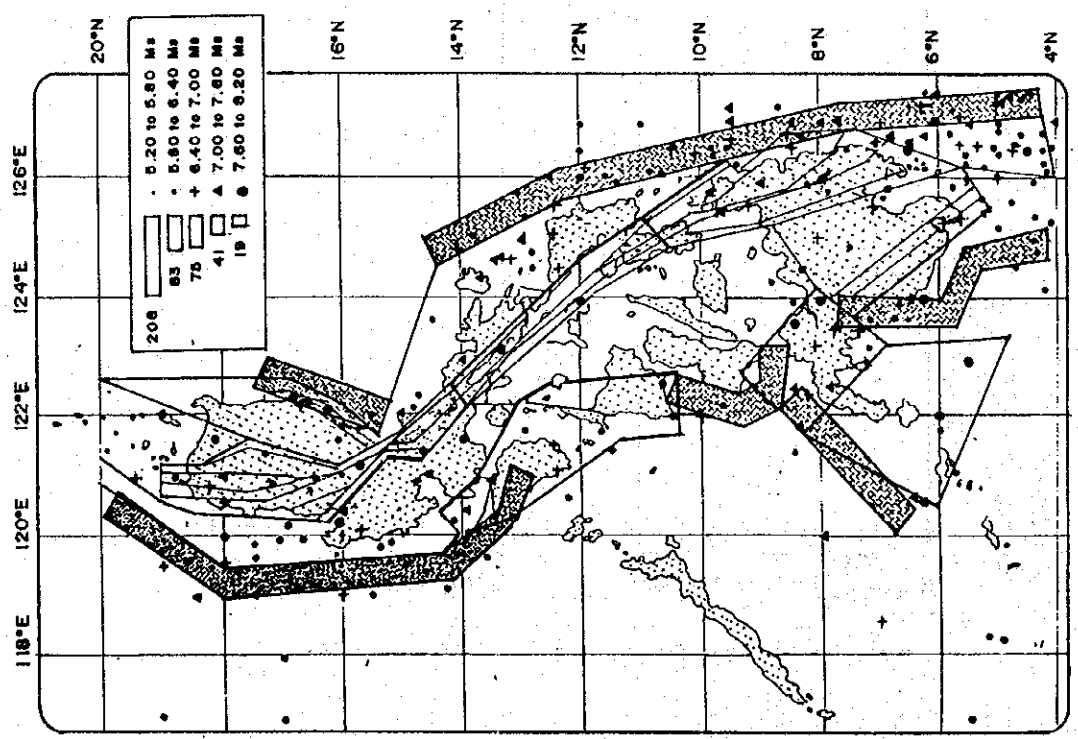 118°E
120°E
122°E
124°E
126°E
20°N
208 5.20 to 5.80 Ms
83 5.80 to 6.40 Ms
75 + 6.40 to 7.00 Ms
41 7.00 to 7.60 Ms
19 7.60 to 8.20 Ms
16°N
14°N
12°N
10°N
8°N
6°N
4°N